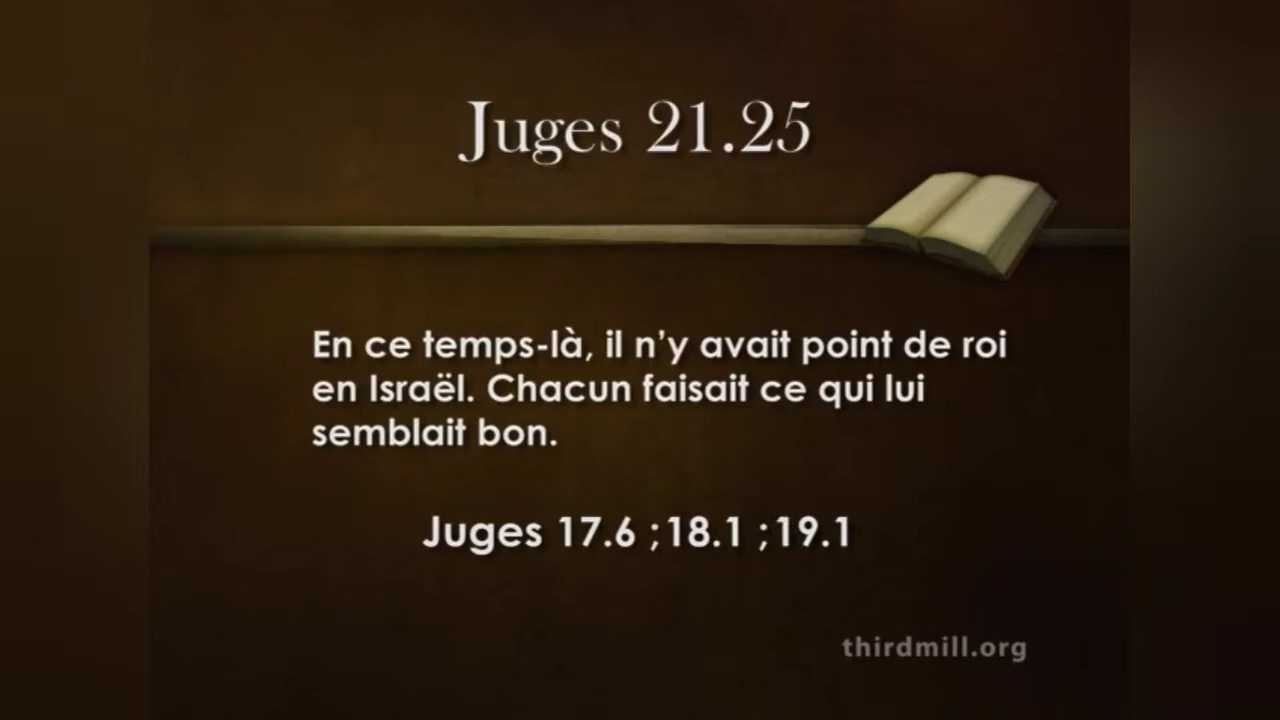 Juges 21.25
En ce temps-là, il n'y avait point de roi
en Israël. Chacun faisait ce qui lui
semblait bon.
Juges 17.6 ;18.1 ;19.1
thirdmill.org